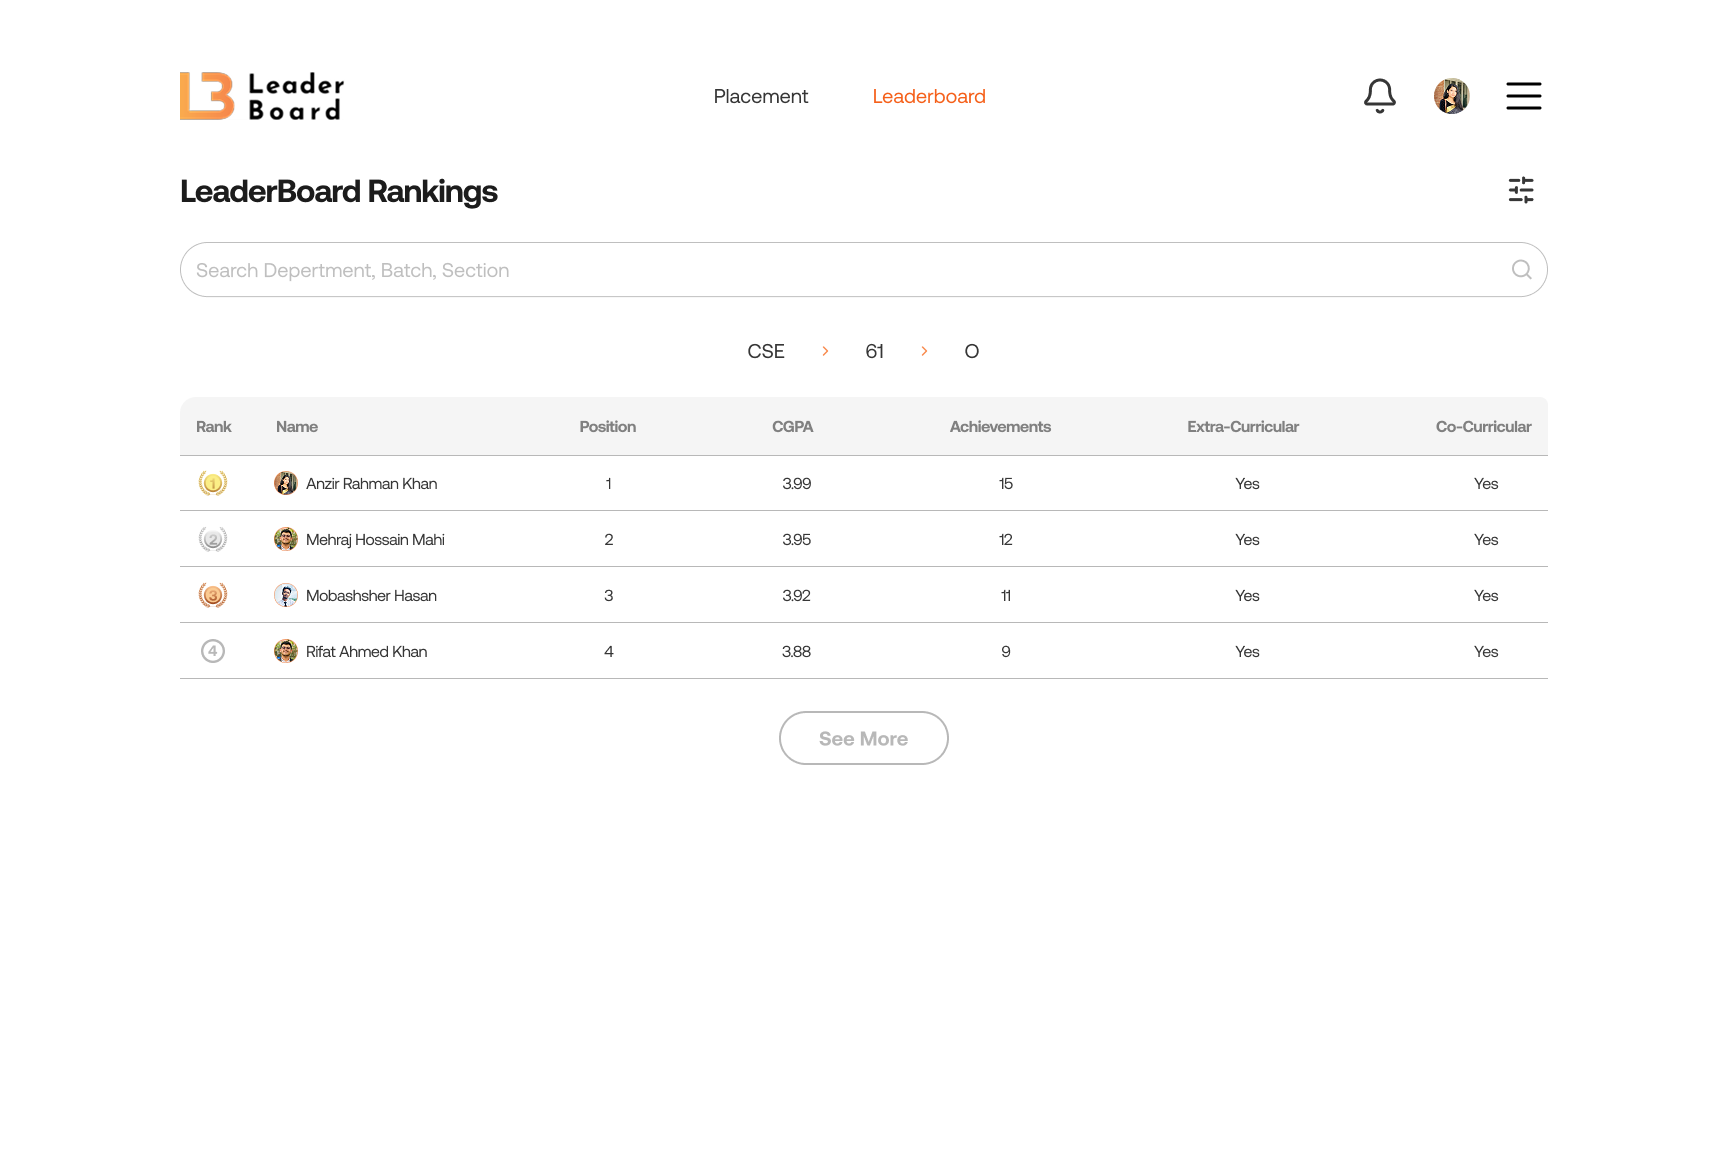 Leader
Board
Placement Leaderboard
LeaderBoard Rankings
Search Depertment, Batch, Section
CSE > 61 > O
Rank Name Position CGPA Achievements Extra-Curricular Co-Curricular
1 Anzir Rahman Khan 1 3.99 15 Yes Yes
2 Mehraj Hossain Mahi 2 3.95 12 Yes Yes
3 Mobashsher Hasan 3 3.92 11 Yes Yes
4 Rifat Ahmed Khan 4 3.88 9 Yes Yes
See More